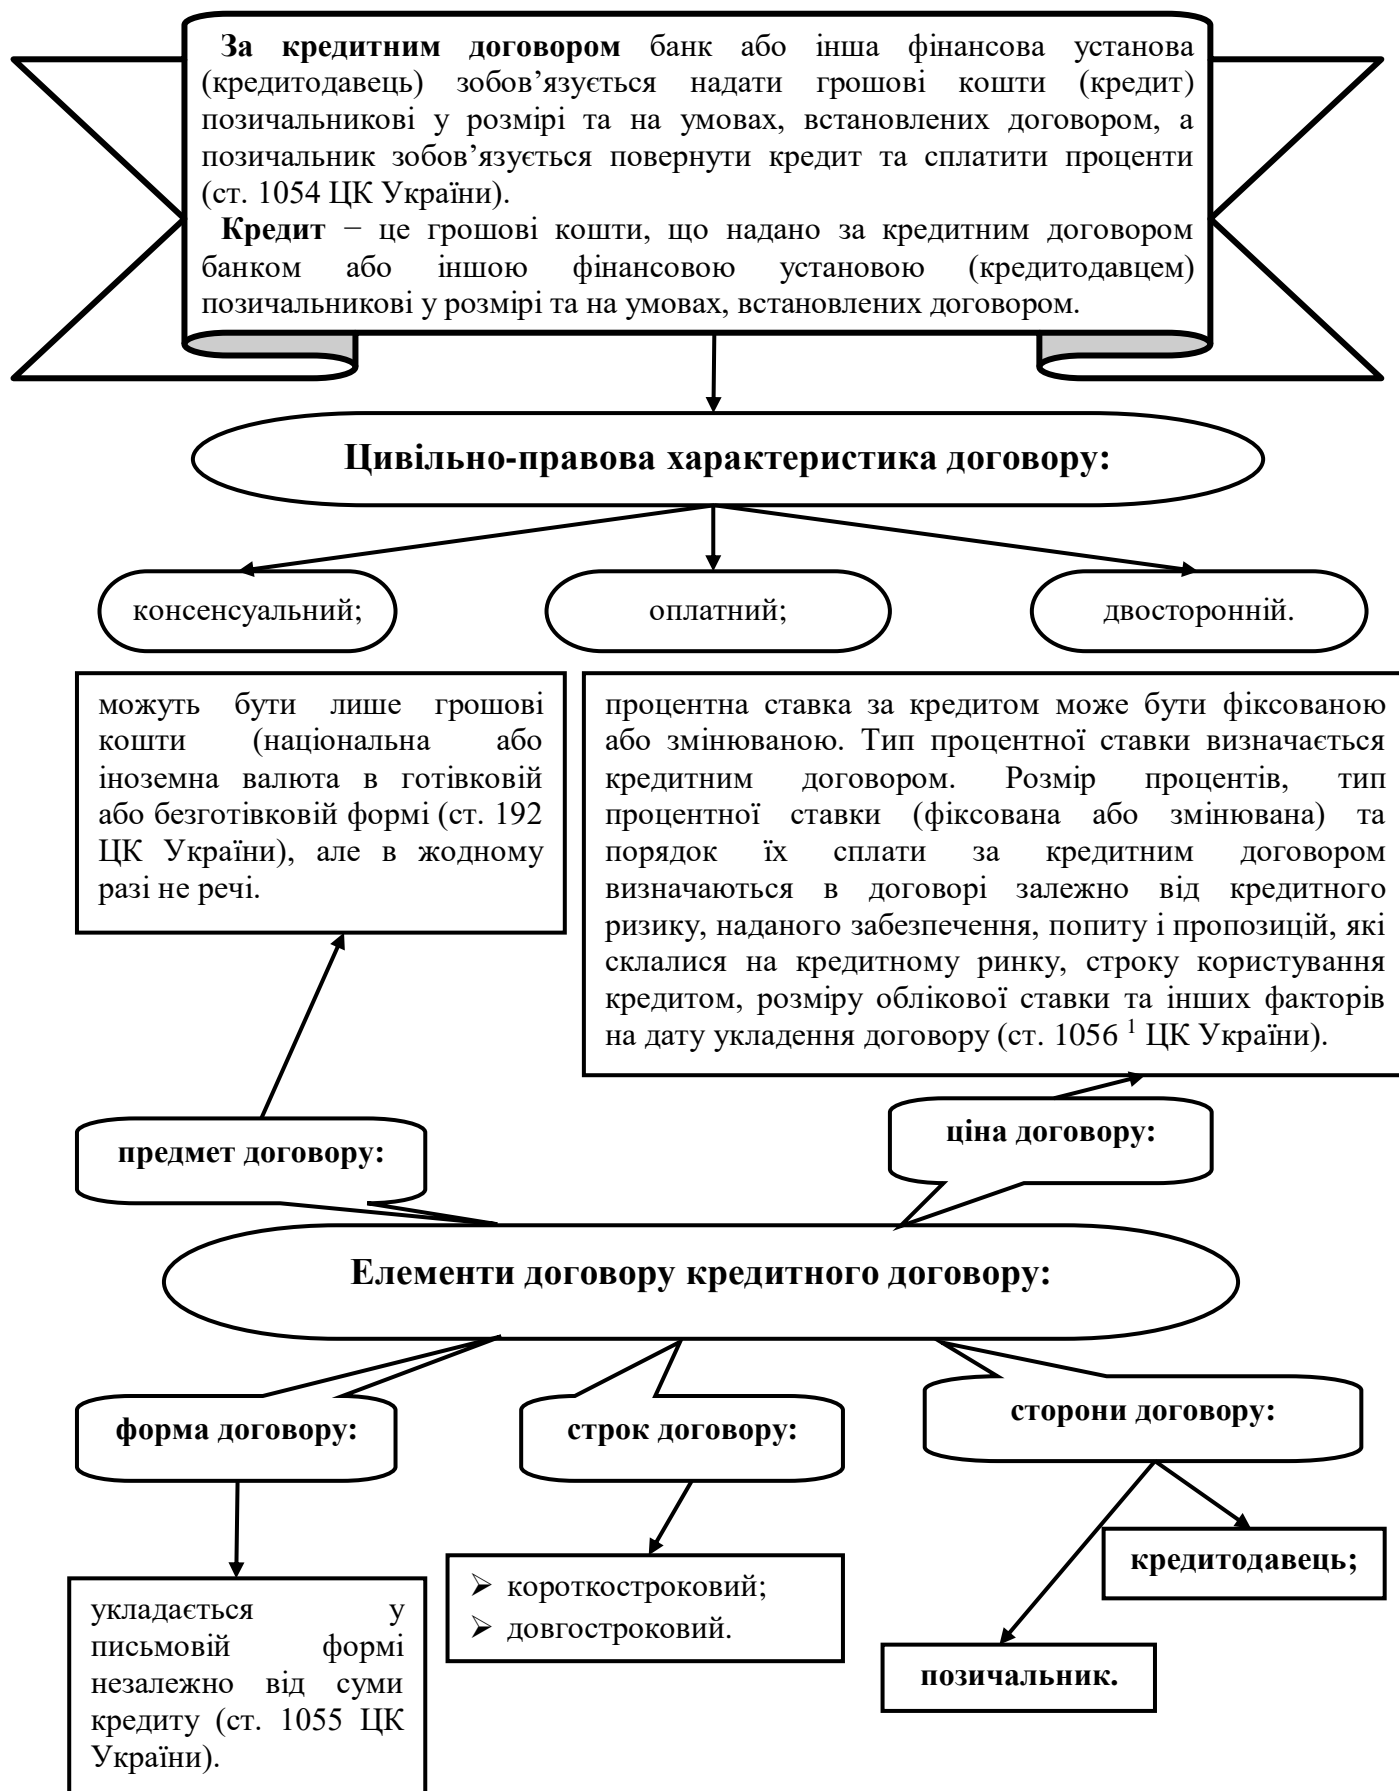 За кредитним договором банк або інша фінансова установа
(кредитодавець) зобов’язується надати грошові кошти (кредит)
позичальникові у розмірі та на умовах, встановлених договором, а
позичальник зобов’язується повернути кредит та сплатити проценти
(ст. 1054 ЦК України).
Кредит − це грошові кошти, що надано за кредитним договором
банком або іншою фінансовою установою (кредитодавцем)
позичальникові у розмірі та на умовах, встановлених договором.
Цивільно-правова характеристика договору:
консенсуальний;
оплатний;
двосторонній.
можуть бути лише грошові
кошти (національна або
іноземна валюта в готівковій
або безготівковій формі (ст. 192
ЦК України), але в жодному
разі не речі.
процентна ставка за кредитом може бути фіксованою
або змінюваною. Тип процентної ставки визначається
кредитним договором. Розмір процентів, тип
процентної ставки (фіксована або змінювана) та
порядок їх сплати за кредитним договором
визначаються в договорі залежно від кредитного
ризику, наданого забезпечення, попиту і пропозицій, які
склалися на кредитному ринку, строку користування
кредитом, розміру облікової ставки та інших факторів
на дату укладення договору (ст. 1056 ¹ ЦК України).
предмет договору:
ціна договору:
Елементи договору кредитного договору:
форма договору:
строк договору:
сторони договору:
укладається у
письмовій формі
незалежно від суми
кредиту (ст. 1055 ЦК
України).
➢ короткостроковий;
➢ довгостроковий.
кредитодавець;
позичальник.